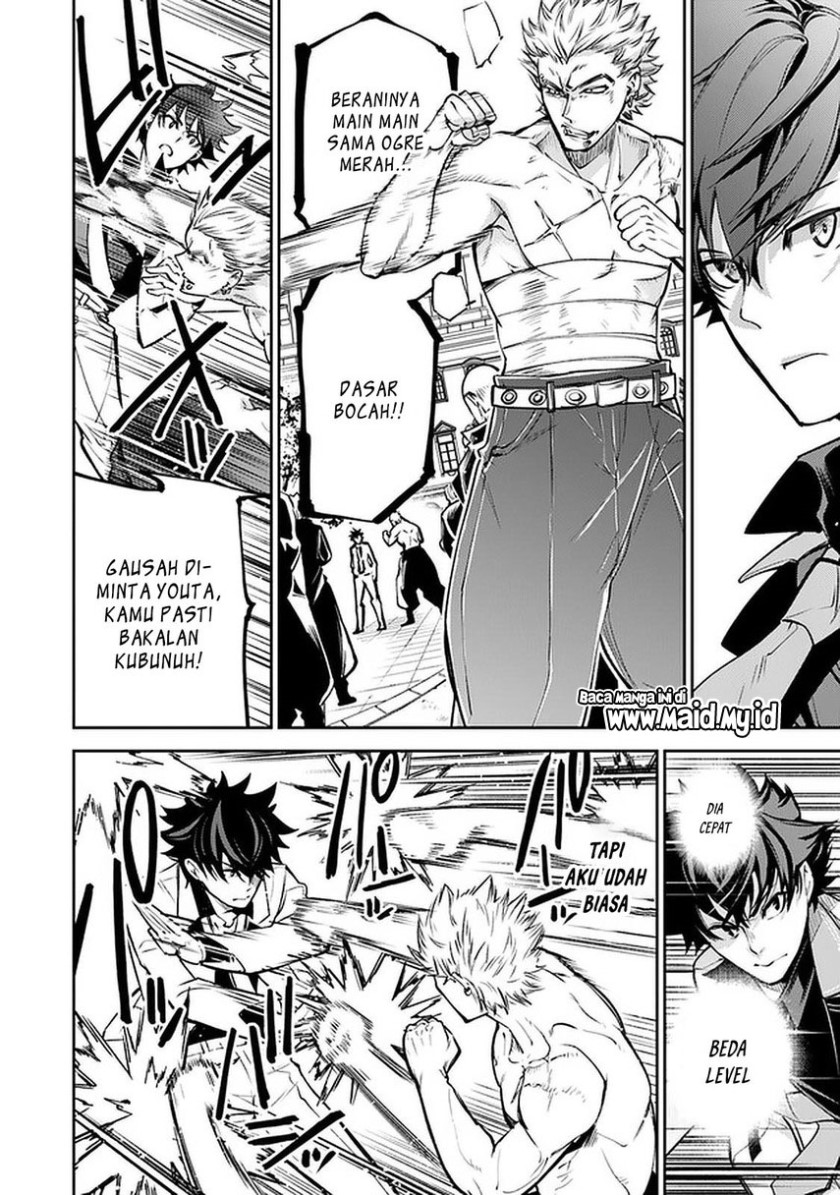 BERANINYA
MAIN MAIN
SAMA OGRE
MERAH...
DASAR
BOCAH!!
GAUSAH DI-
MINTA YOUTA,
KAMU PASTI
BAKALAN
KUBUNUH!
Baca Manga ini di
www.Maid.My.id
DIA
CEPAT
BEDA
LEVEL
TAPI
AKU UDAH
BIASA